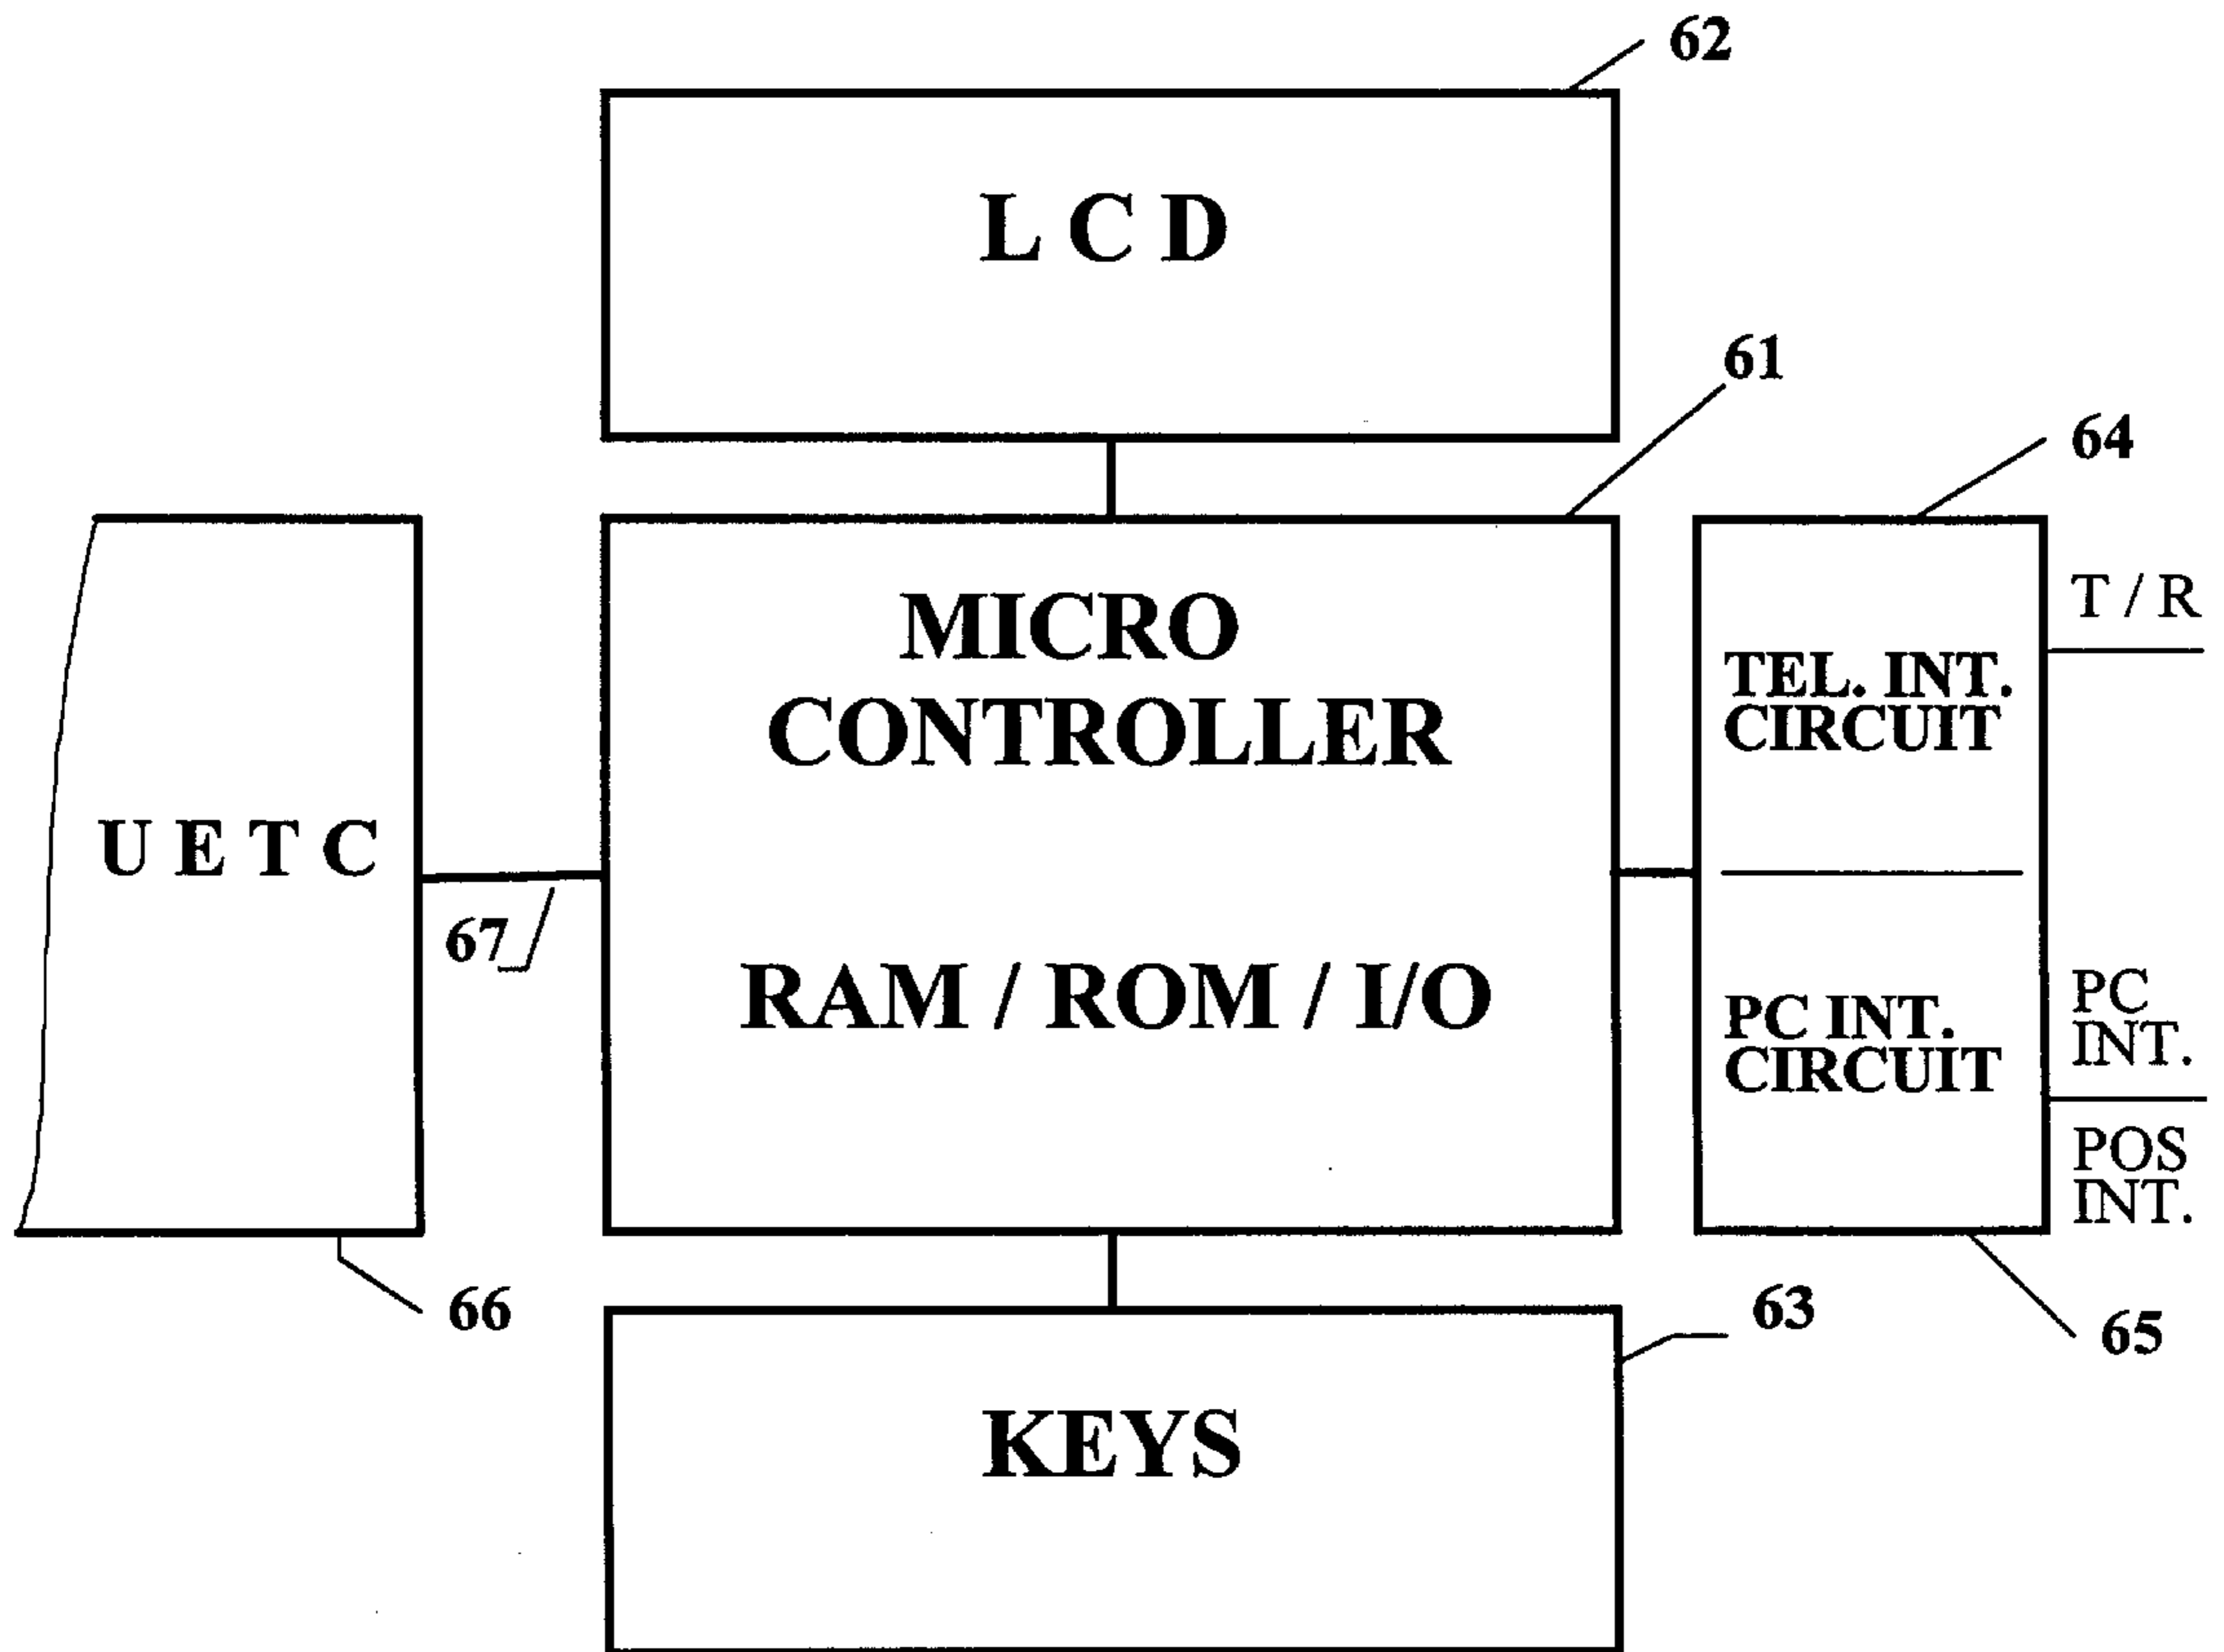 62
L C D
61
64
MICRO
CONTROLLER
RAM / ROM / I/O
U E T C
67
66
TEL. INT.
CIRCUIT
PC INT.
CIRCUIT
T / R
PC
INT.
POS
INT.
65
63
KEYS